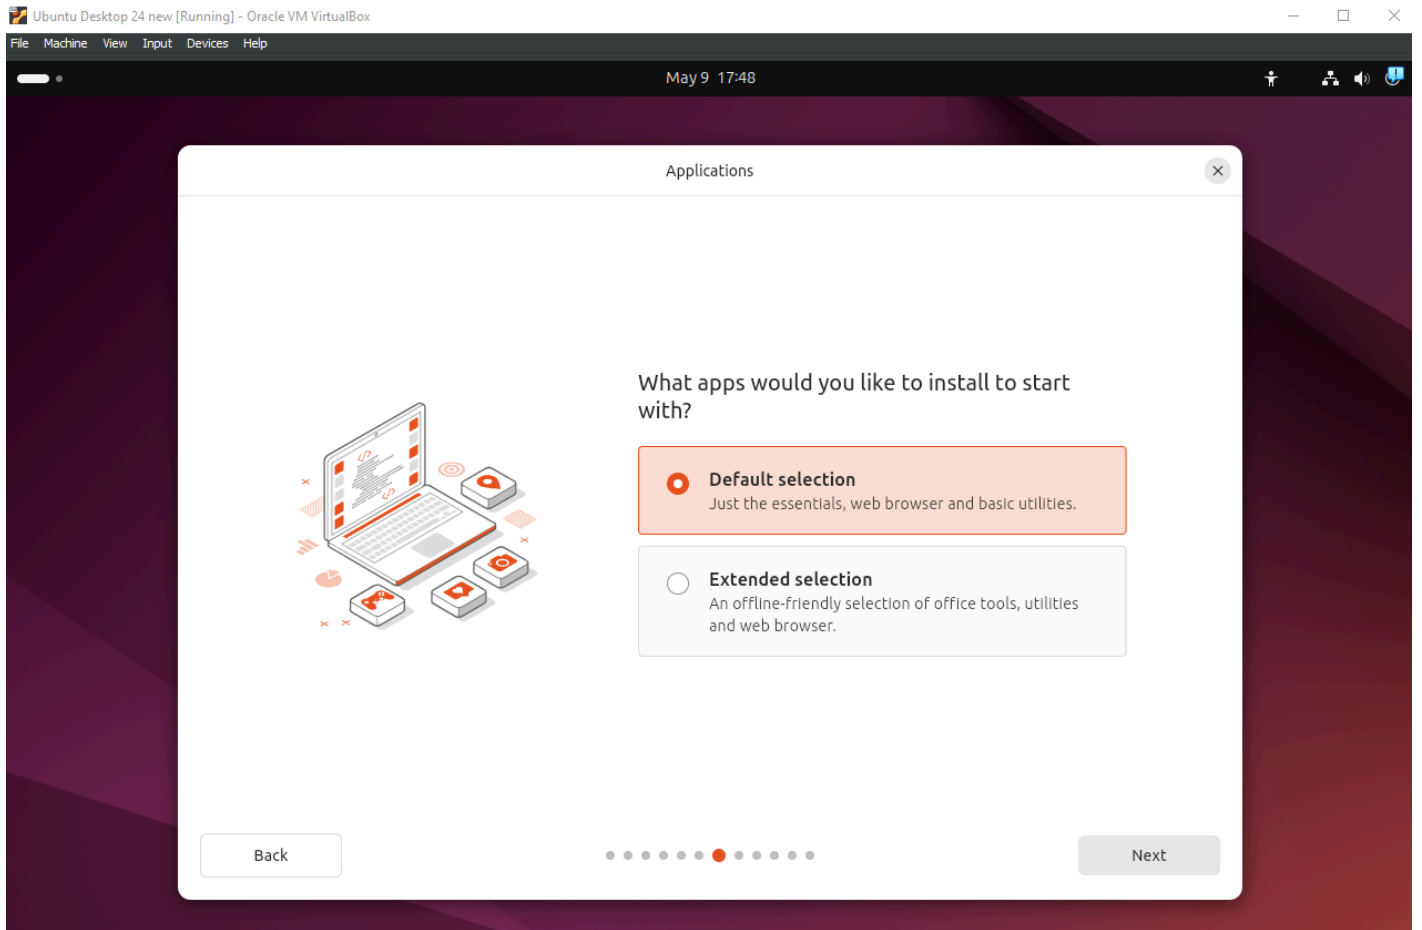 Ubuntu Desktop 24 new [Running] - Oracle VM VirtualBox
File Machine View Input Devices Help
May 9 17:48
Applications
What apps would you like to install to start
with?
Default selection
Just the essentials, web browser and basic utilities.
Extended selection
An offline-friendly selection of office tools, utilities
and web browser.
Back
Next